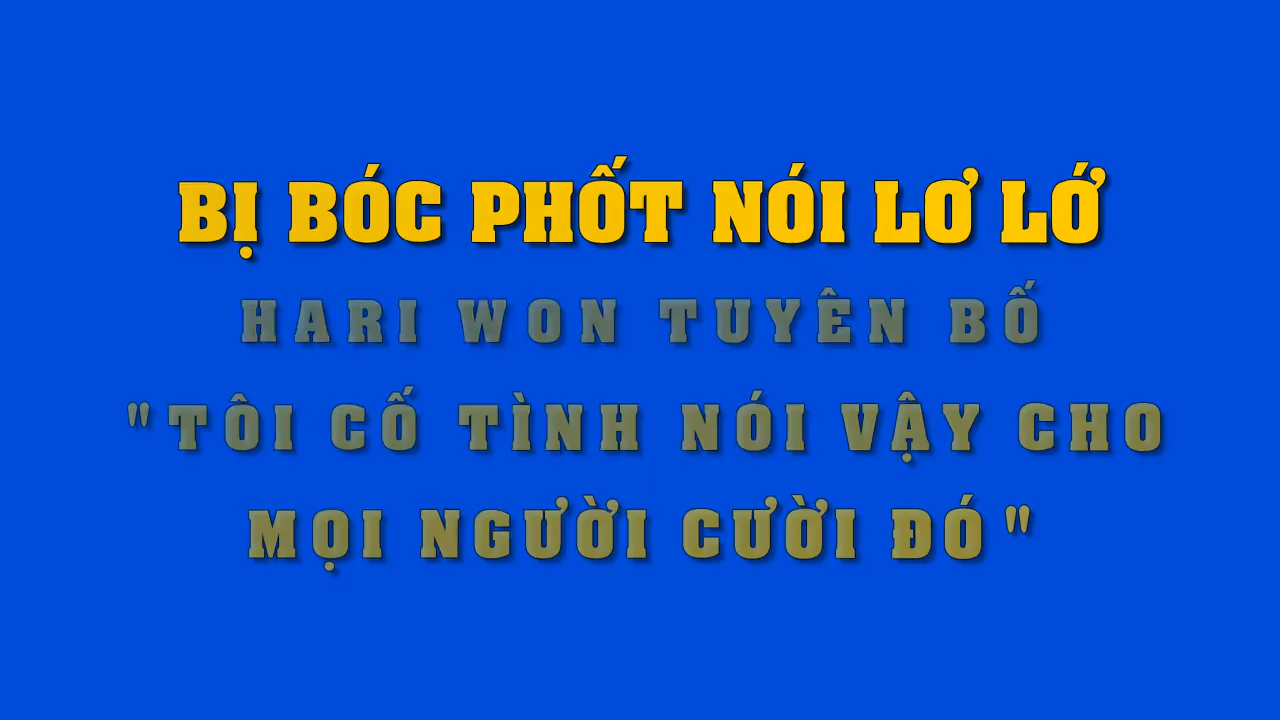 BỊ BÓC PHỐT NÓI LƠ LỚ
HARI WON TUYÊN BỐ
"TÔI CỐ TÌNH NÓI VẬY CHO
MỌI NGƯỜI CƯỜI ĐÓ"